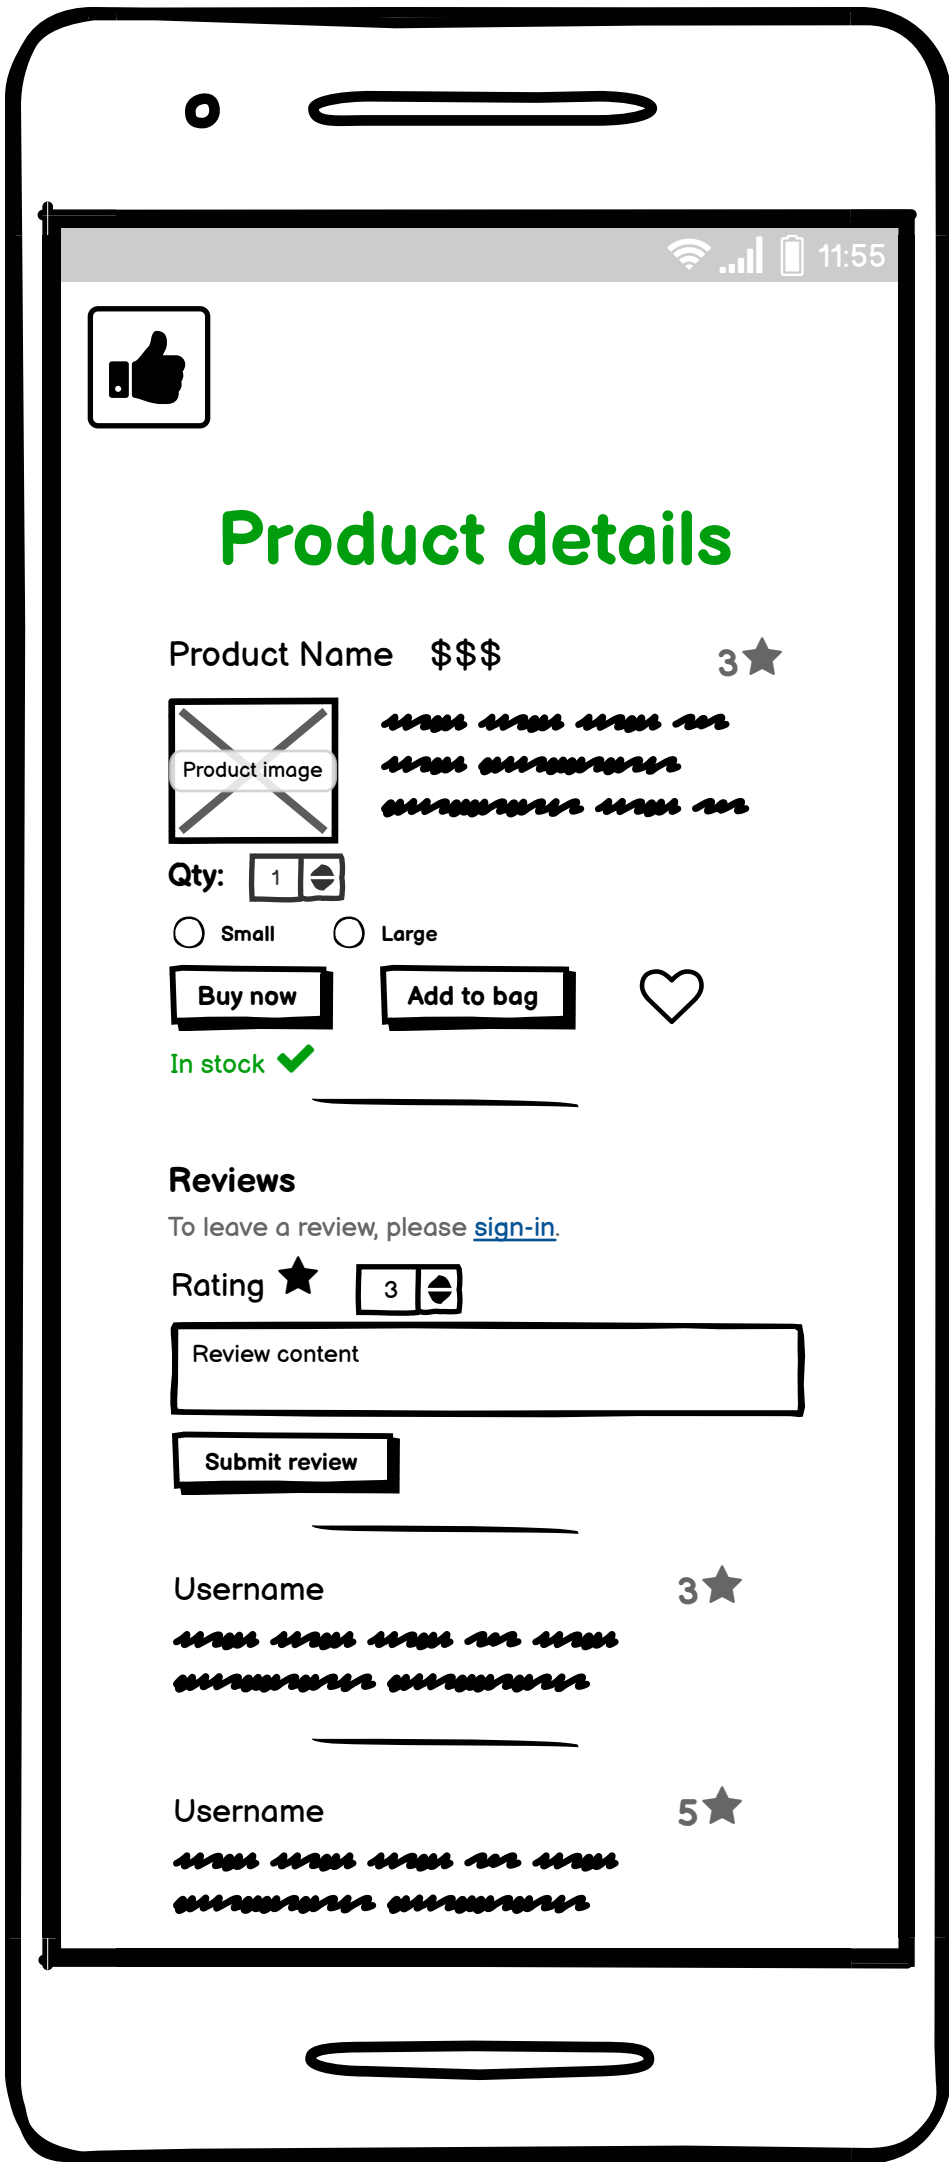 11:55
Product details
Product Name $$$ 3
Product image
Qty: 1
Small Large
Buy now Add to bag
In stock
Reviews
To leave a review, please sign-in.
Rating 3
Review content
Submit review
Username 3
Username 5